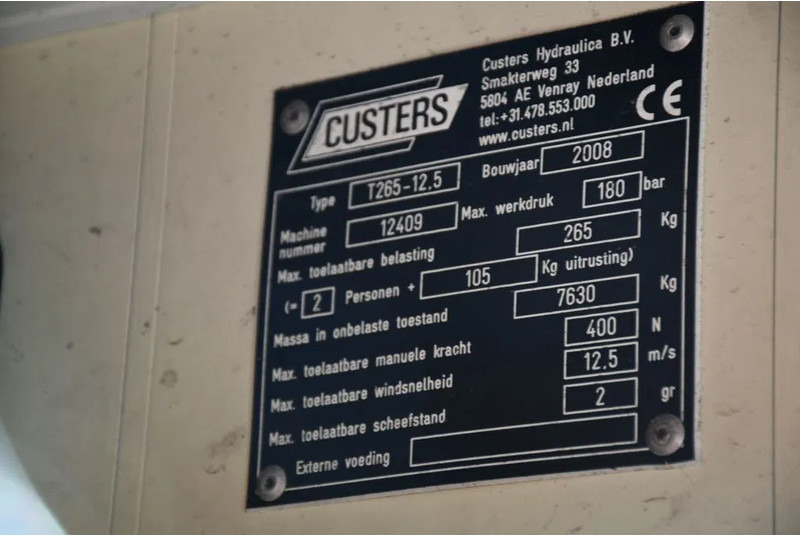 CUSTERS
Custers Hydraulica B.V.
Smakterweg 33
5804 AE Venray Nederland
tel:+31.478.553.000
www.custers.nl
CE
Type T265-12.5 Bouwjaar 2008
Machine nummer 12409 Max. werkdruk 180 bar
Max. toelaatbare belasting 265 Kg
(= 2 Personen + 105 Kg uitrusting)
Massa in onbelaste toestand 7630 Kg
Max. toelaatbare manuele kracht 400 N
Max. toelaatbare windsnelheid 12.5 m/s
Max. toelaatbare scheefstand 2 gr
Externe voeding